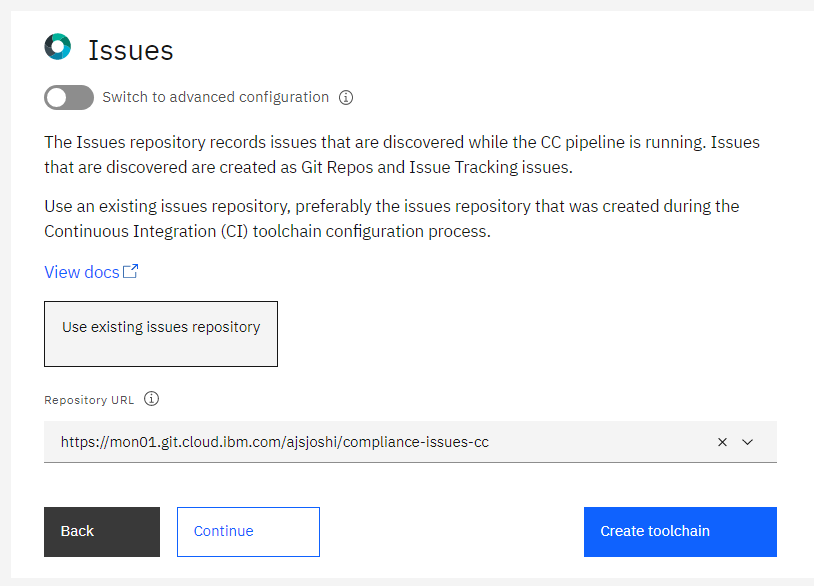 Issues
Switch to advanced configuration
The Issues repository records issues that are discovered while the CC pipeline is running. Issues
that are discovered are created as Git Repos and Issue Tracking issues.
Use an existing issues repository, preferably the issues repository that was created during the
Continuous Integration (CI) toolchain configuration process.
View docs
Use existing issues repository
Repository URL
https://mon01.git.cloud.ibm.com/ajsjoshi/compliance-issues-cc
Back
Continue
Create toolchain